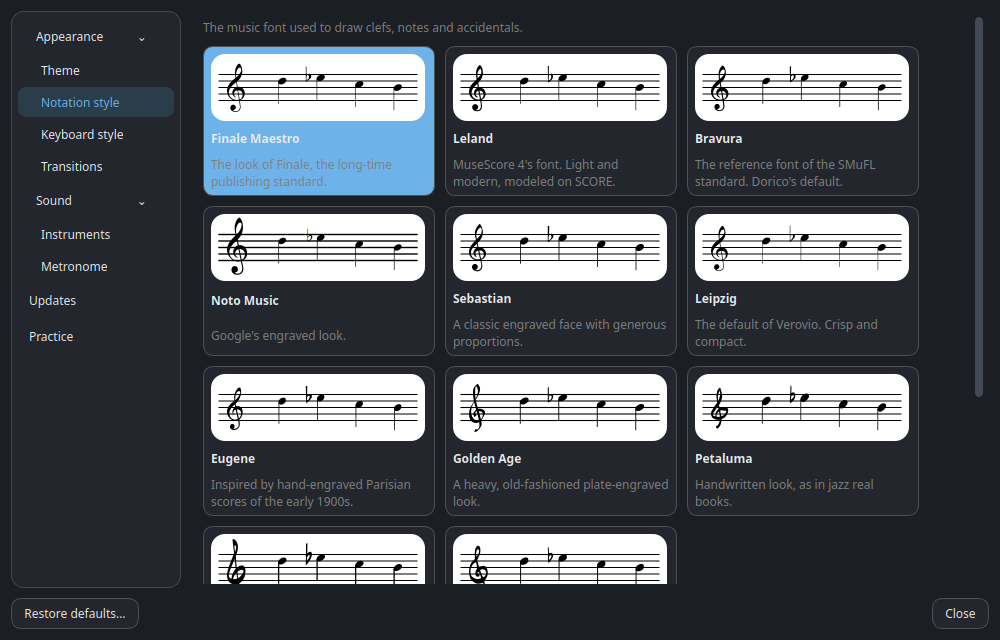 Appearance
Theme
Notation style
Keyboard style
Transitions
Sound
Instruments
Metronome
Updates
Practice
The music font used to draw clefs, notes and accidentals.
Finale Maestro
The look of Finale, the long-time
publishing standard.
Leland
MuseScore 4's font. Light and
modern, modeled on SCORE.
Bravura
The reference font of the SMuFL
standard. Dorico's default.
Noto Music
Google's engraved look.
Sebastian
A classic engraved face with generous
proportions.
Leipzig
The default of Verovio. Crisp and
compact.
Eugene
Inspired by hand-engraved Parisian
scores of the early 1900s.
Golden Age
A heavy, old-fashioned plate-engraved
look.
Petaluma
Handwritten look, as in jazz real
books.
Restore defaults...
Close